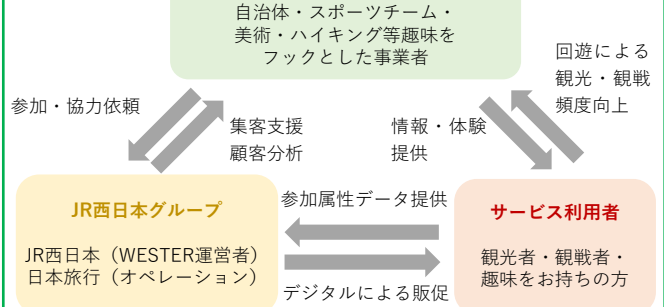 自治体・スポーツチーム・
美術・ハイキング等趣味を
フックとした事業者
参加・協力依頼
集客支援
顧客分析
情報・体験
提供
回遊による
観光・観戦
頻度向上
JR西日本グループ
JR西日本（WESTER運営者）
日本旅行（オペレーション）
参加属性データ提供
デジタルによる販促
サービス利用者
観光者・観戦者・
趣味をお持ちの方